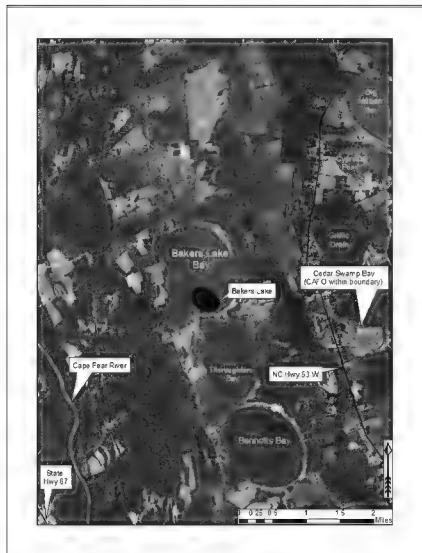 Bakers Lake
Bay
Bakers Lake
Cedar Swamp Bay
(CAFO within boundary)
Cape Fear River
NC Hwy 53 W
Bennetts Bay
State
Hwy 87
0 0.25 0.5 1 1.5 2
Miles